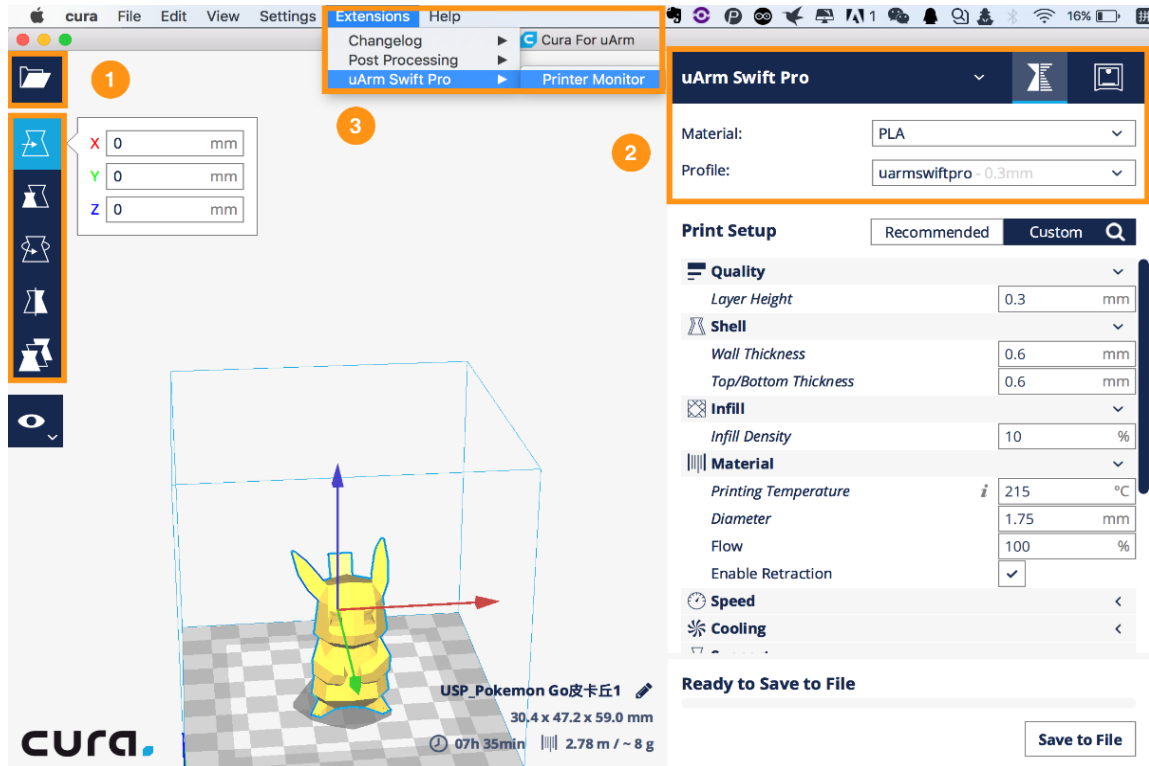 cura File Edit View Settings Extensions Help 1 16%
Cura For uArm
Changelog
Post Processing
uArm Swift Pro Printer Monitor
1
3
2
X 0 mm
Y 0 mm
Z 0 mm
uArm Swift Pro
Material: PLA
Profile: uarmswiftpro - 0.3mm
Print Setup Recommended Custom
Quality
Layer Height 0.3 mm
Shell
Wall Thickness 0.6 mm
Top/Bottom Thickness 0.6 mm
Infill
Infill Density 10 %
Material
Printing Temperature i 215 °C
Diameter 1.75 mm
Flow 100 %
Enable Retraction
Speed
Cooling
USP_Pokemon Go皮卡丘1
30.4 x 47.2 x 59.0 mm
07h 35min 2.78 m / ~ 8 g
cura.
Ready to Save to File
Save to File